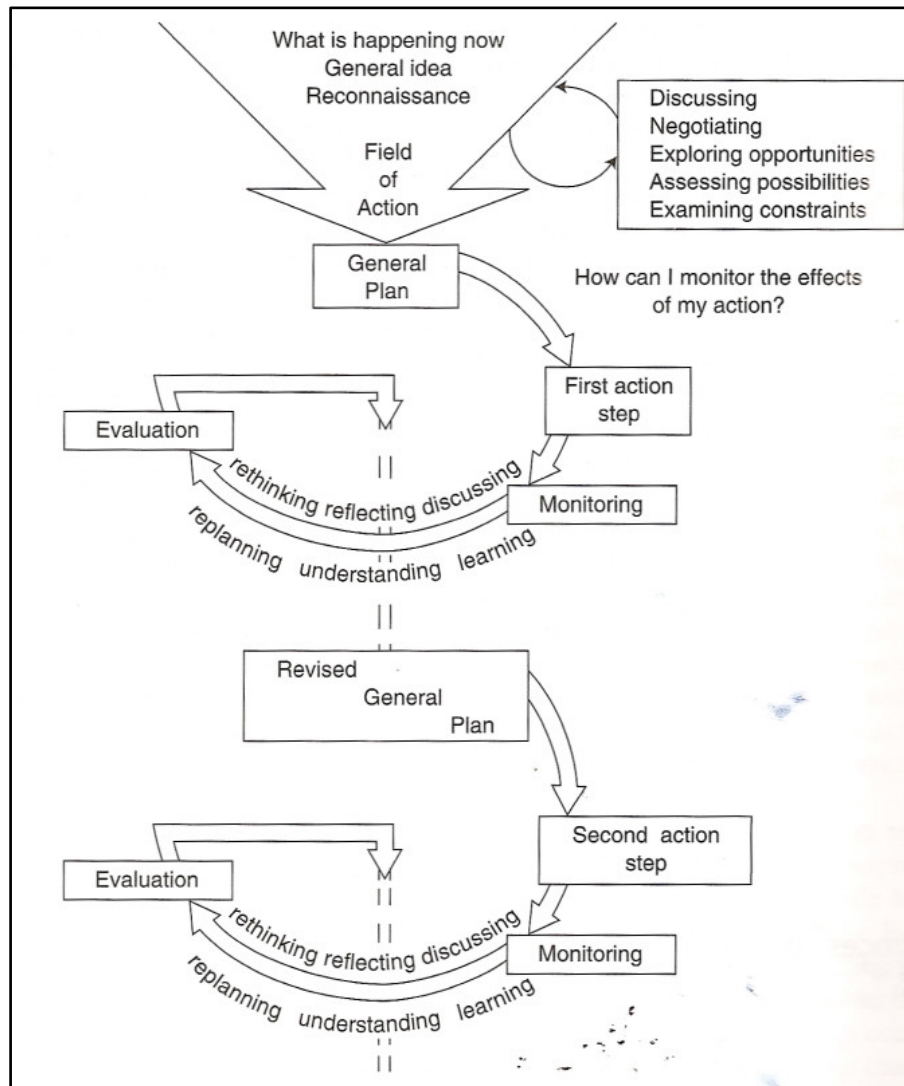 What is happening now
General idea
Reconnaissance
Field
of
Action
Discussing
Negotiating
Exploring opportunities
Assessing possibilities
Examining constraints
General
Plan
How can I monitor the effects
of my action?
First action
step
Evaluation
Monitoring
rethinking reflecting discussing
replanning understanding learning
Revised
General
Plan
Second action
step
Evaluation
Monitoring
rethinking reflecting discussing
replanning understanding learning